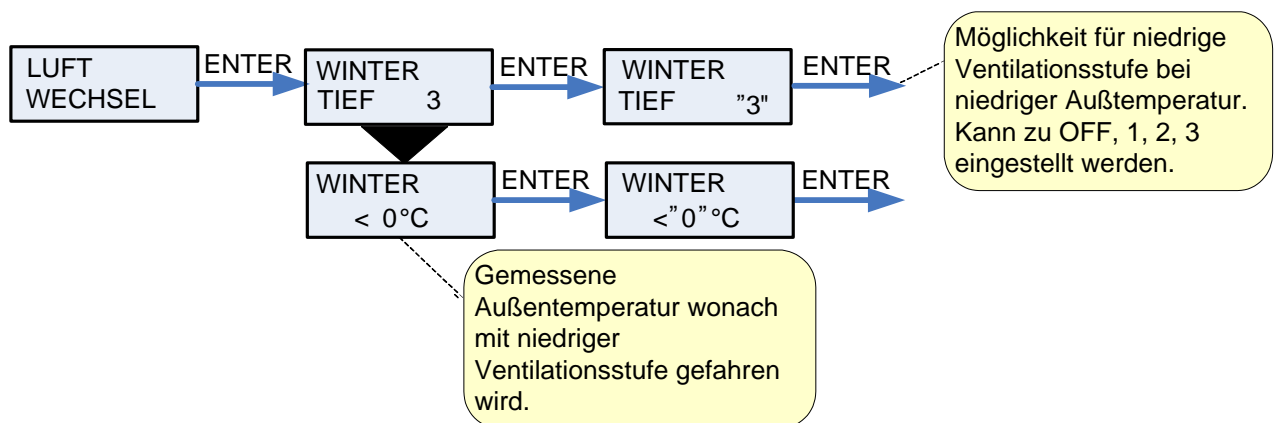 LUFT
WECHSEL
ENTER
WINTER
TIEF 3
ENTER
WINTER
TIEF ”3"
ENTER
Möglichkeit für niedrige
Ventilationsstufe bei
niedriger Außtemperatur.
Kann zu OFF, 1, 2, 3
eingestellt werden.
WINTER
< 0°C
ENTER
WINTER
<”0”°C
ENTER
Gemessene
Außentemperatur wonach
mit niedriger
Ventilationsstufe gefahren
wird.